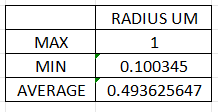 RADIUS UM
MAX 1
MIN 0.100345
AVERAGE 0.493625647